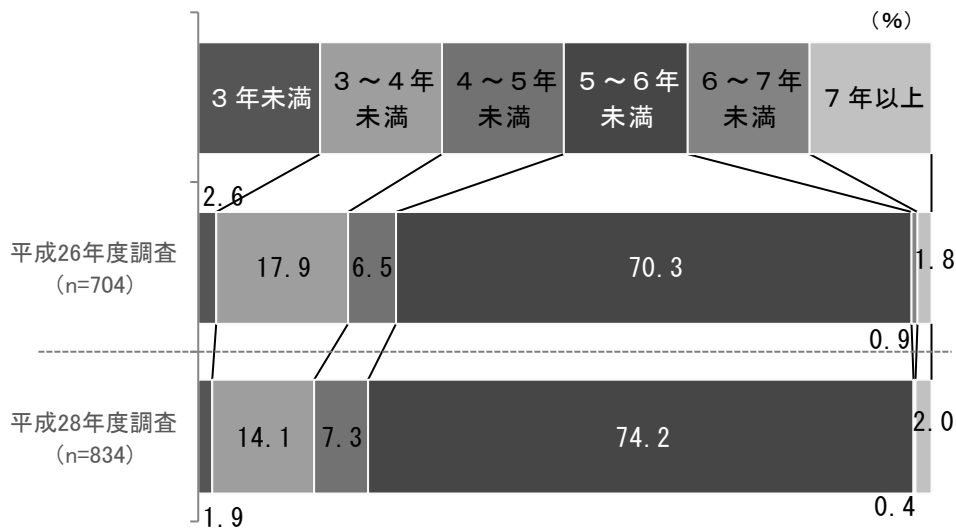 (%)
3年未満
3~4年
未満
4~5年
未満
5~6年
未満
6~7年
未満
7年以上
平成26年度調査
(n=704)
2.6
17.9
6.5
70.3
0.9
1.8
平成28年度調査
(n=834)
1.9
14.1
7.3
74.2
0.4
2.0